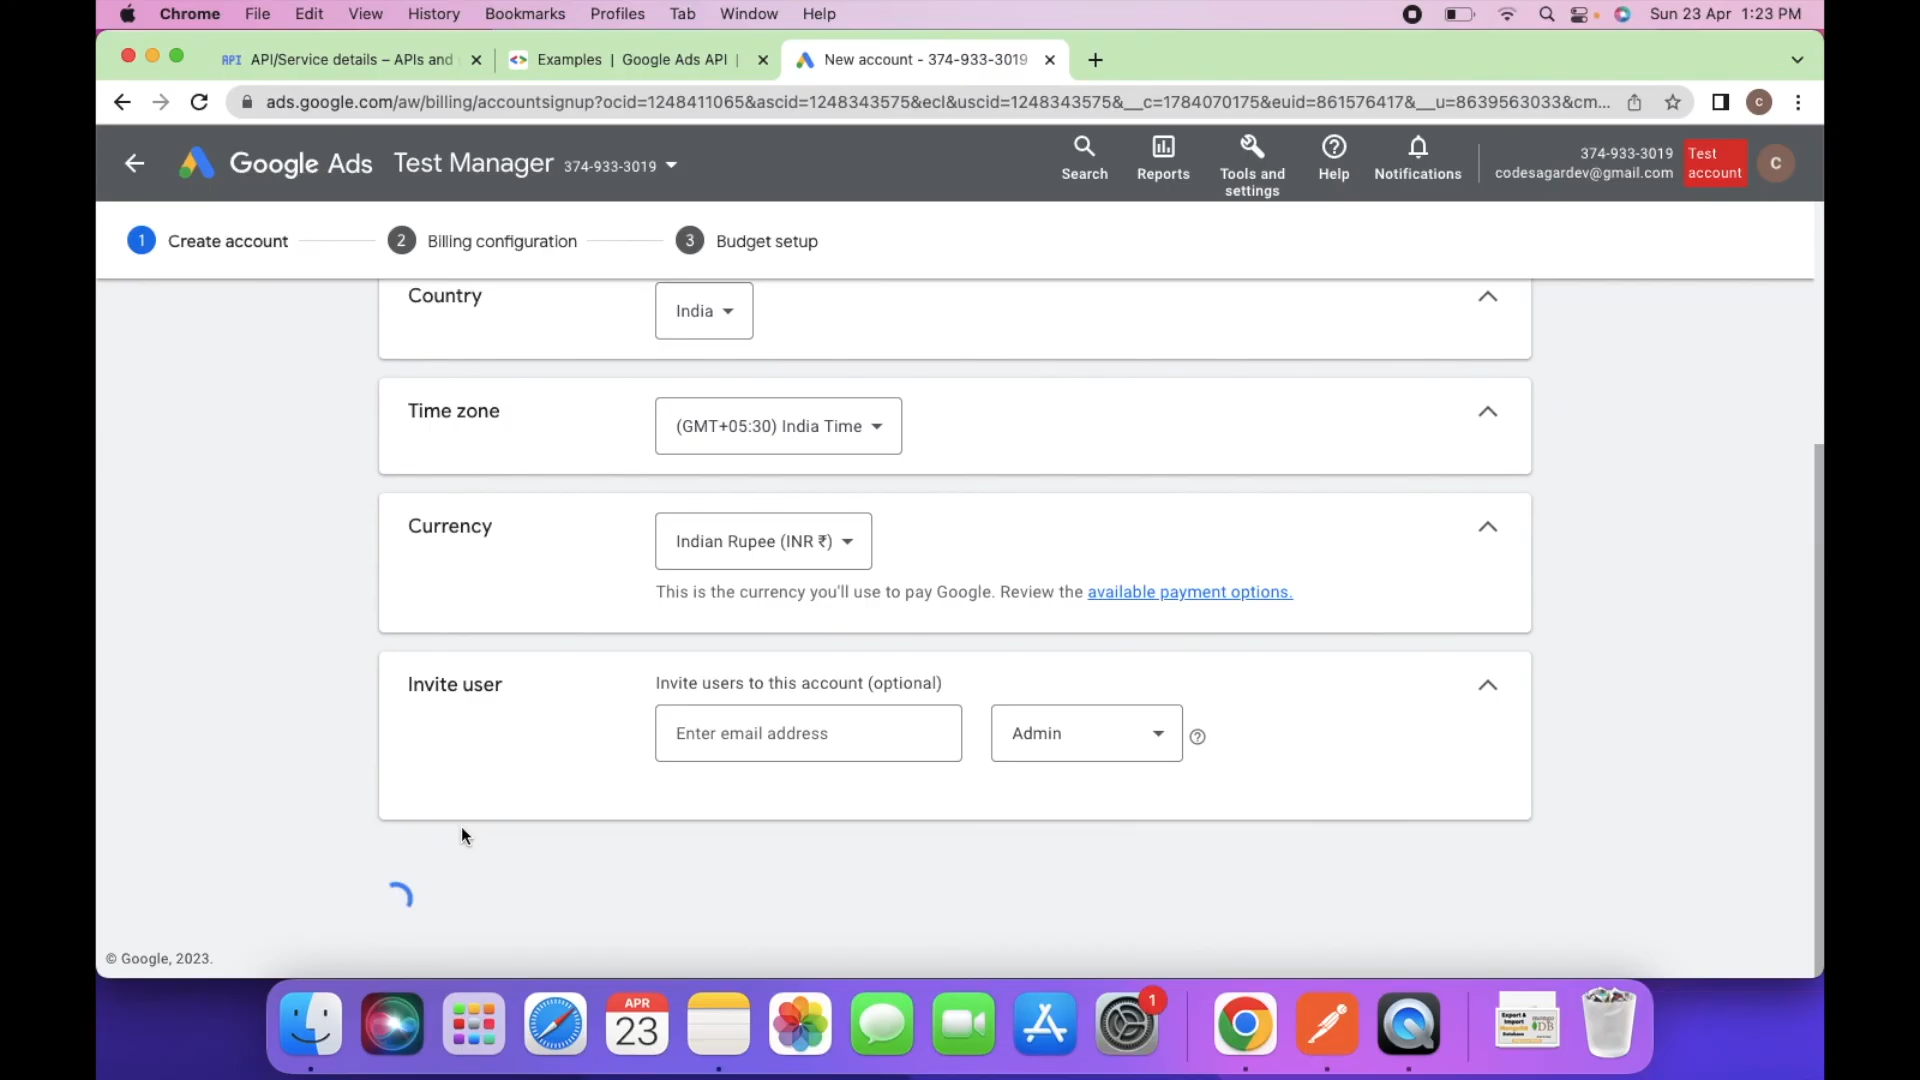 Chrome File Edit View History Bookmarks Profiles Tab Window Help Sun 23 Apr 1:23 PM
API API/Service details – APIs and Examples | Google Ads API | New account - 374-933-3019
ads.google.com/aw/billing/accountsignup?ocid=1248411065&ascid=1248343575&ecl&uscid=1248343575&__c=1784070175&euid=861576417&__u=8639563033&cm... C
Google Ads Test Manager 374-933-3019
Search Reports Tools and settings Help Notifications
374-933-3019
codesagardev@gmail.com
Test account
C
1 Create account 2 Billing configuration 3 Budget setup
Country India
Time zone (GMT+05:30) India Time
Currency Indian Rupee (INR ₹)
This is the currency you'll use to pay Google. Review the available payment options.
Invite user Invite users to this account (optional)
Enter email address Admin
© Google, 2023.
APR
23
1
Export &
Import